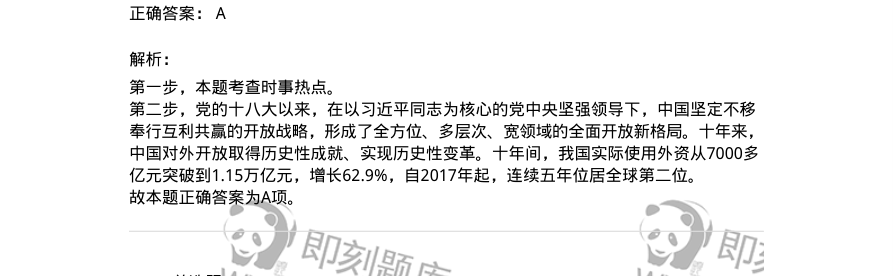 正确答案： A
解析：
第一步，本题考查时事热点。
第二步，党的十八大以来，在以习近平同志为核心的党中央坚强领导下，中国坚定不移
奉行互利共赢的开放战略，形成了全方位、多层次、宽领域的全面开放新格局。十年来，
中国对外开放取得历史性成就、实现历史性变革。十年间，我国实际使用外资从7000多
亿元突破到1.15万亿元，增长62.9%，自2017年起，连续五年位居全球第二位。
故本题正确答案为A项。
即刻题库
即刻